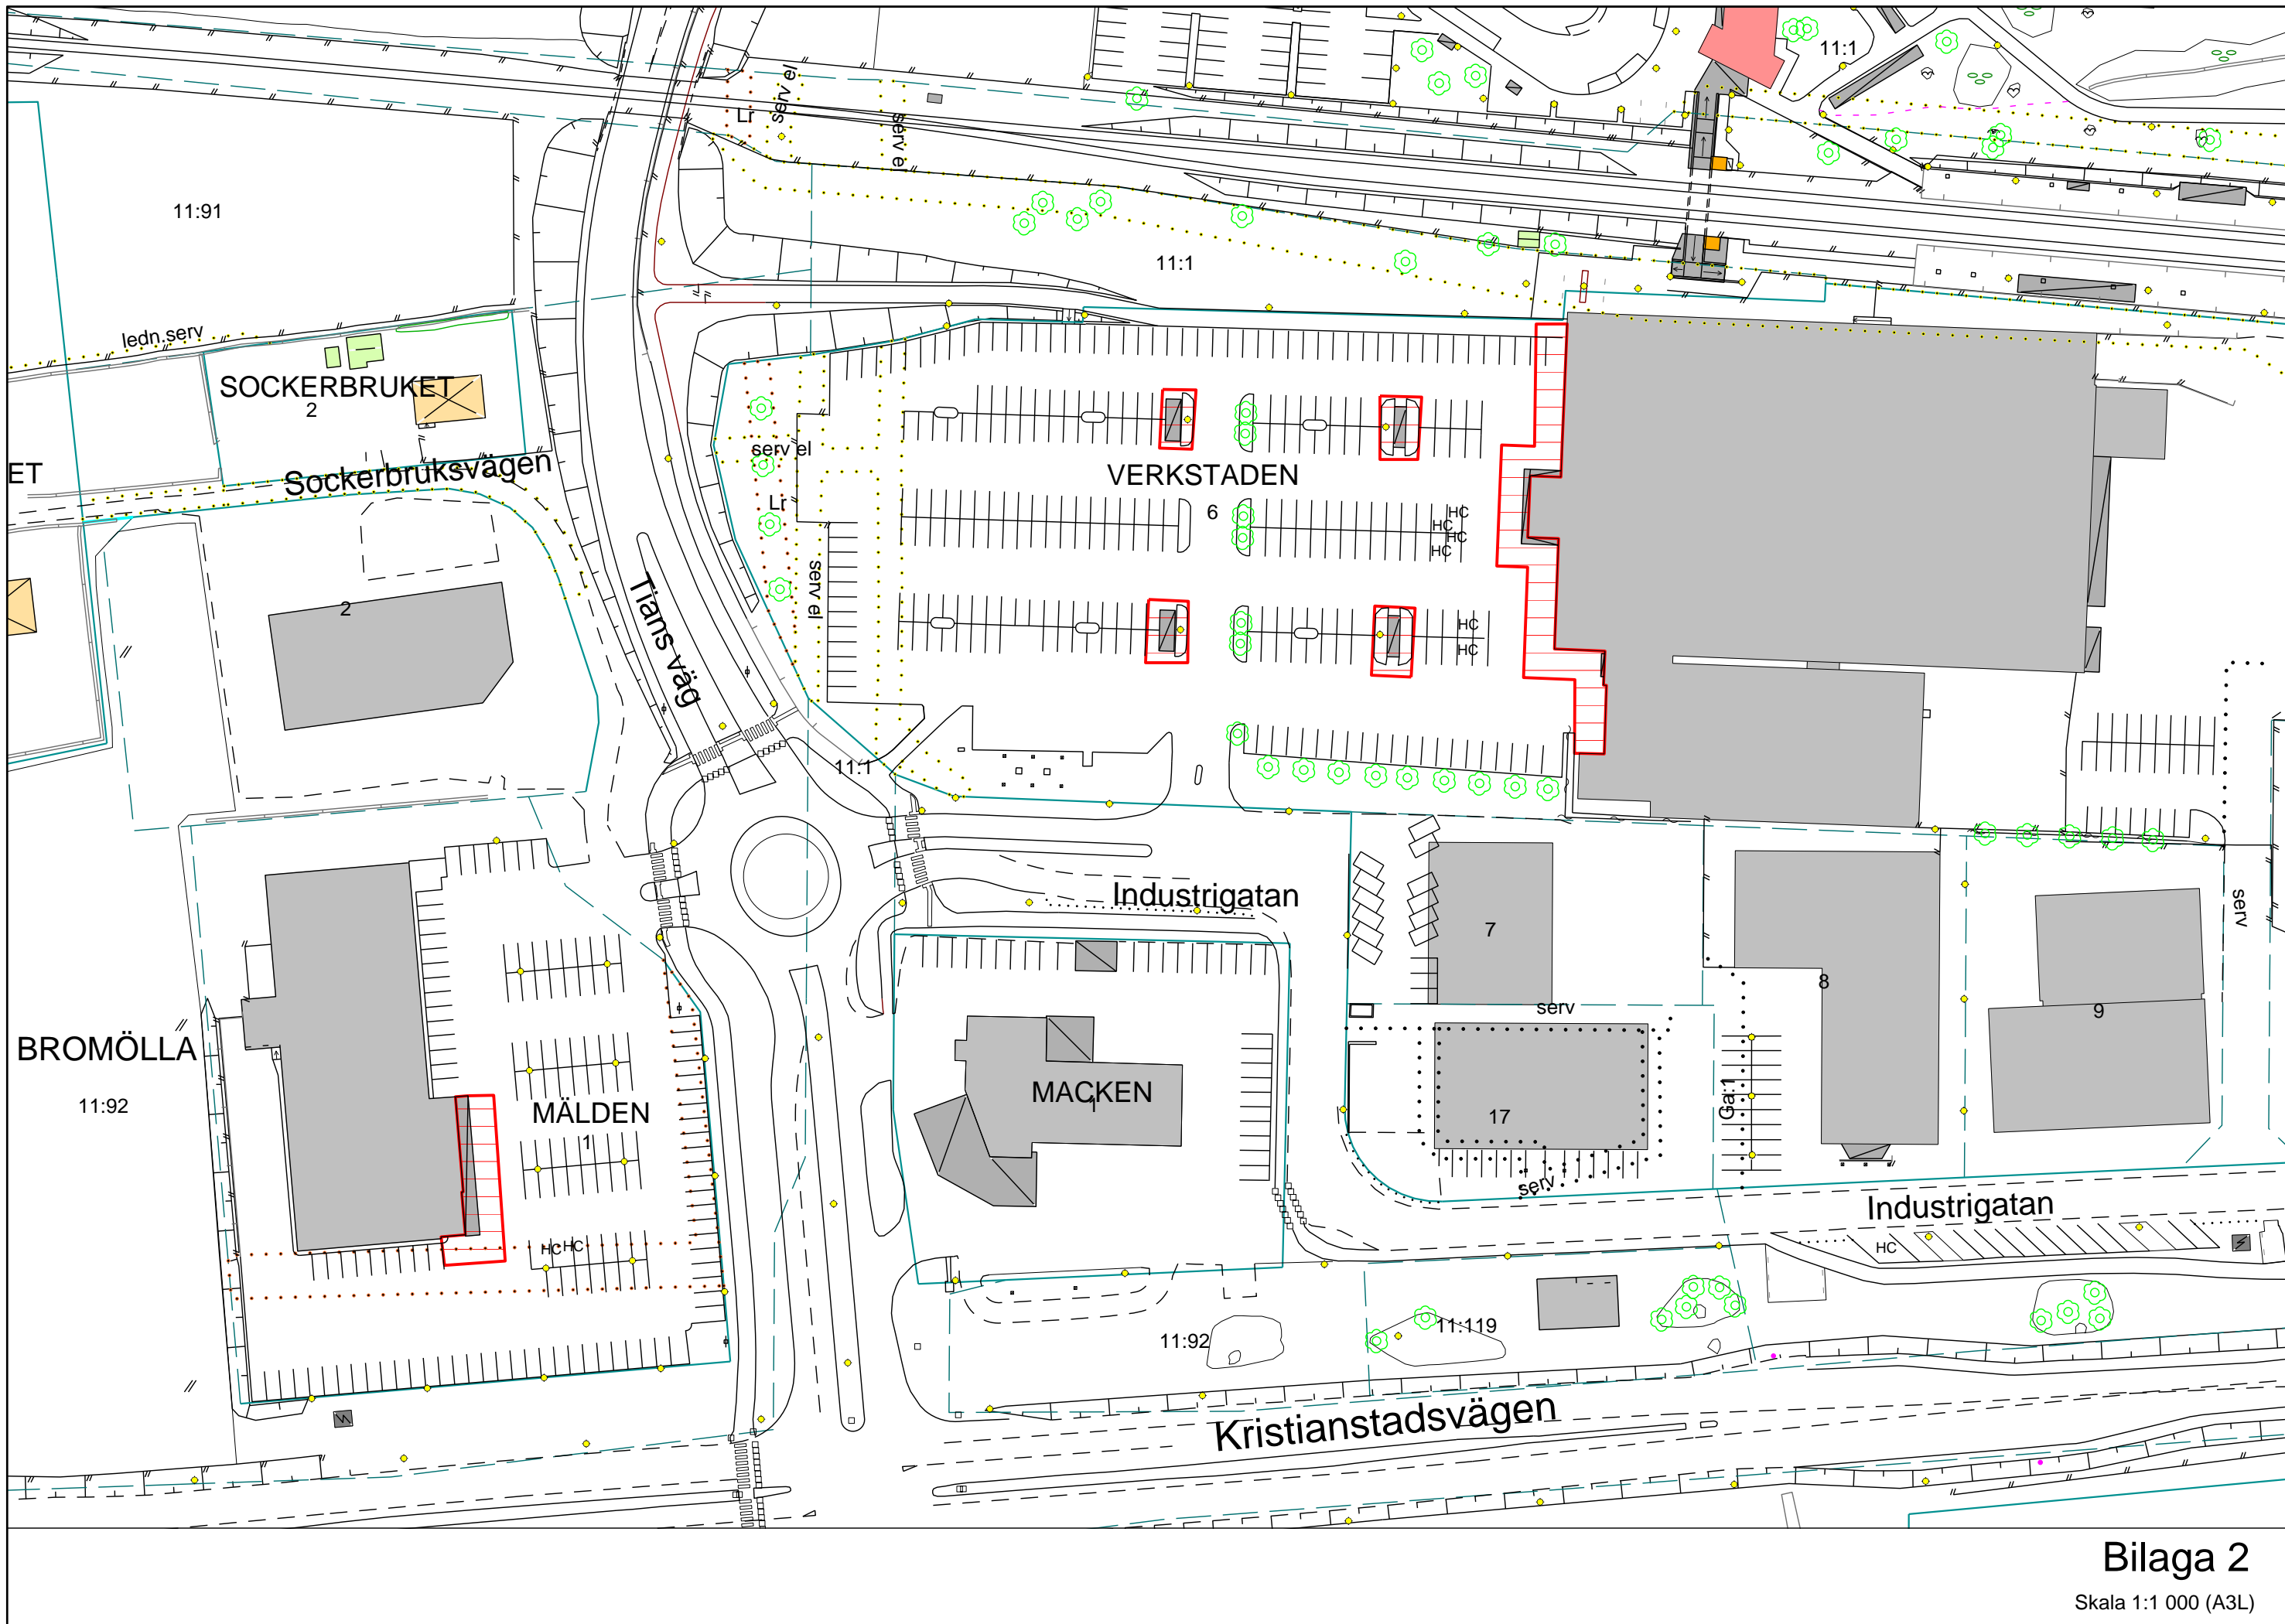 11:1
Lr
serv el
serv el
11:91
11:1
ledn.serv
SOCKERBRUKET
2
ET
Sockerbruksvägen
serv el
Lr
serv el
VERKSTADEN
6
HC
HC
HC
HC
HC
HC
2
Tians väg
11:1
Industrigatan
7
serv
8
9
serv
BROMÖLLA
11:92
MÄLDEN
1
HC
HC
MACKEN
1
17
serv
Ga:1
Industrigatan
HC
11:92
11:119
Kristianstadsvägen
Bilaga 2
Skala 1:1 000 (A3L)